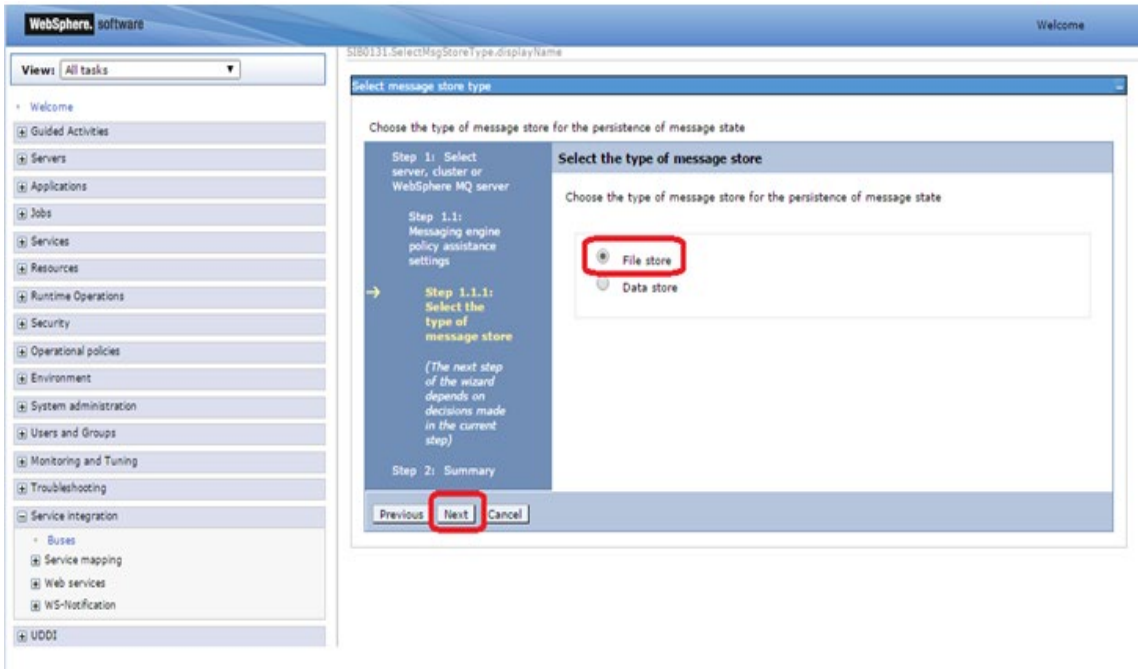 WebSphere. software
Welcome
View: All tasks
Welcome
Guided Activities
Servers
Applications
Jobs
Services
Resources
Runtime Operations
Security
Operational policies
Environment
System administration
Users and Groups
Monitoring and Tuning
Troubleshooting
Service integration
Buses
Service mapping
Web services
WS-Notification
UDDI
SIB0131.SelectMsgStoreType.displayName
Select message store type
Choose the type of message store for the persistence of message state
Step 1: Select
server, cluster or
WebSphere MQ server
Step 1.1:
Messaging engine
policy assistance
settings
Step 1.1.1:
Select the
type of
message store
(The next step
of the wizard
depends on
decisions made
in the current
step)
Step 2: Summary
Select the type of message store
Choose the type of message store for the persistence of message state
File store
Data store
Previous Next Cancel